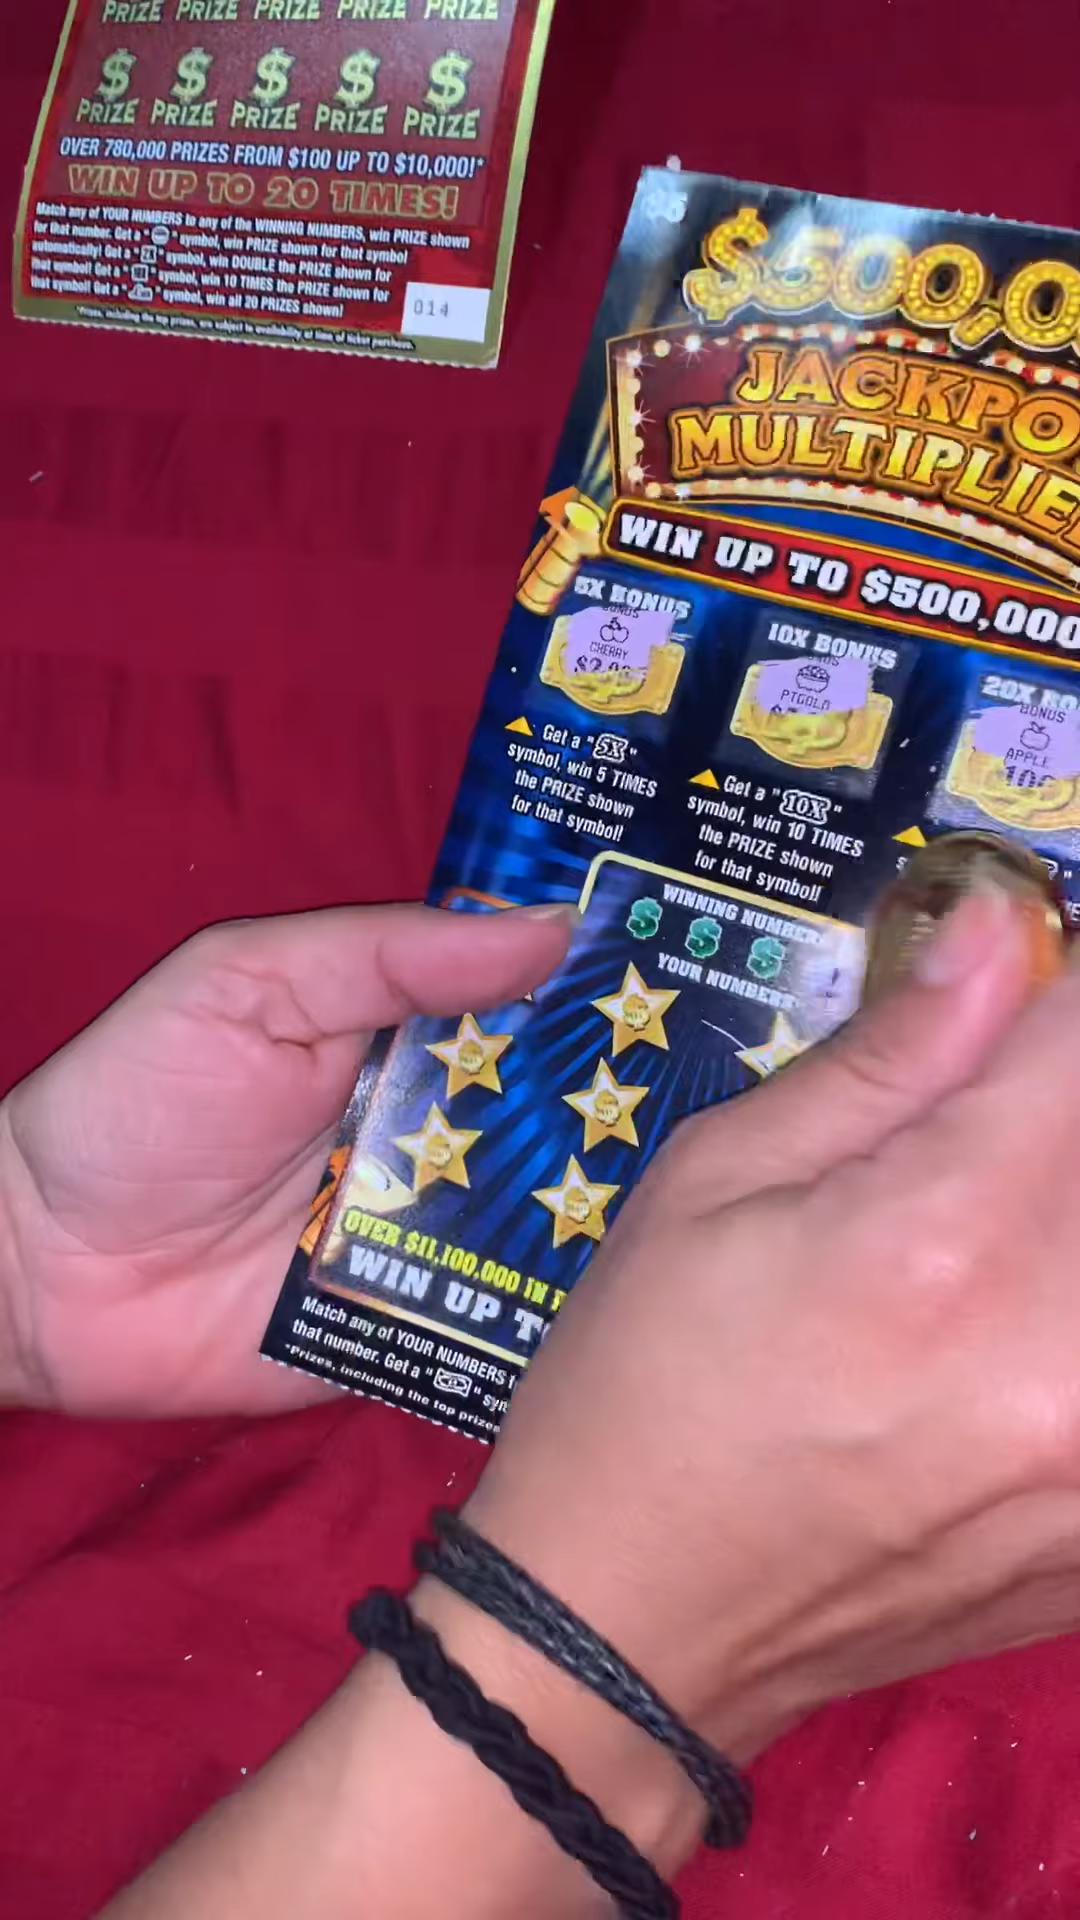 PRIZE PRIZE PRIZE PRIZE PRIZE
$ $ $ $ $
PRIZE PRIZE PRIZE PRIZE PRIZE
OVER 780,000 PRIZES FROM $100 UP TO $10,000!*
WIN UP TO 20 TIMES!
Match any of YOUR NUMBERS to any of the WINNING NUMBERS, win PRIZE shown
for that number. Get a " " symbol, win PRIZE shown for that symbol
automatically! Get a " " symbol, win DOUBLE the PRIZE shown for
that symbol! Get a " " symbol, win 10 TIMES the PRIZE shown for
that symbol! Get a " " symbol, win all 20 PRIZES shown!
*Prizes, including the top prizes, are subject to availability at time of ticket purchase.
014
$5
$500,0
JACKPO
MULTIPLIE
WIN UP TO $500,000
5X BONUS
BONUS
CHERRY
10X BONUS
PTGOLD
20X BO
BONUS
APPLE
Get a "5X"
symbol, win 5 TIMES
the PRIZE shown
for that symbol!
Get a "10X"
symbol, win 10 TIMES
the PRIZE shown
for that symbol!
WINNING NUMBER
$ $ $
YOUR NUMBERS
OVER $11,100,000 IN
WIN UP T
Match any of YOUR NUMBERS
that number. Get a " "
*Prizes, including the top prizes